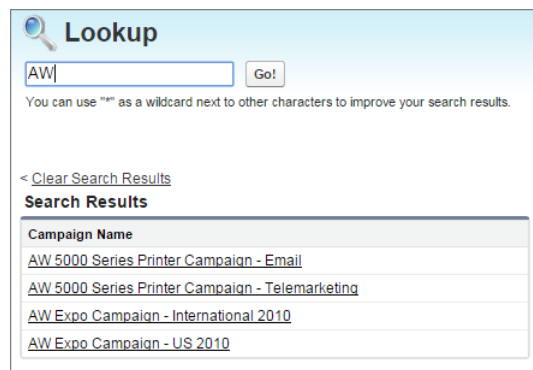 Lookup
AW
Go!
You can use "*" as a wildcard next to other characters to improve your search results.
< Clear Search Results
Search Results
Campaign Name
AW 5000 Series Printer Campaign - Email
AW 5000 Series Printer Campaign - Telemarketing
AW Expo Campaign - International 2010
AW Expo Campaign - US 2010